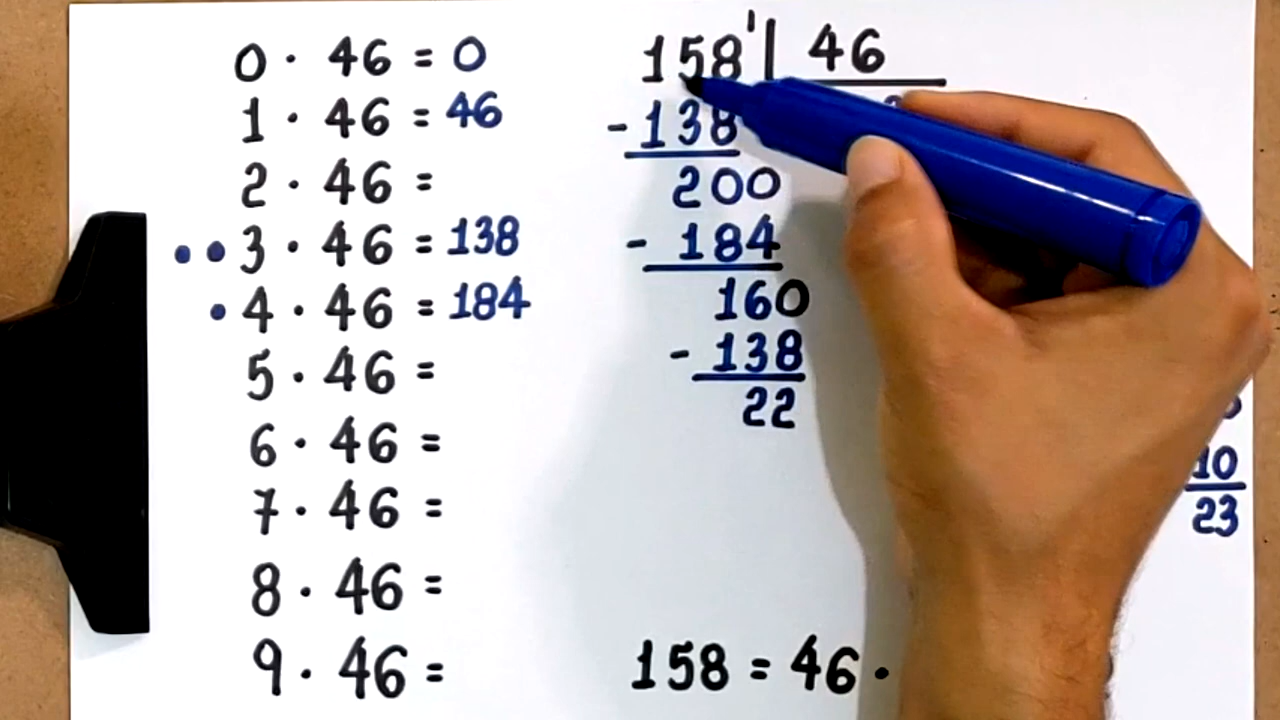 0 · 46 = 0
1 · 46 = 46
2 · 46 =
3 · 46 = 138
4 · 46 = 184
5 · 46 =
6 · 46 =
7 · 46 =
8 · 46 =
9 · 46 =
158' 46
-138
200
- 184
160
- 138
22
158 = 46 ·
10
23